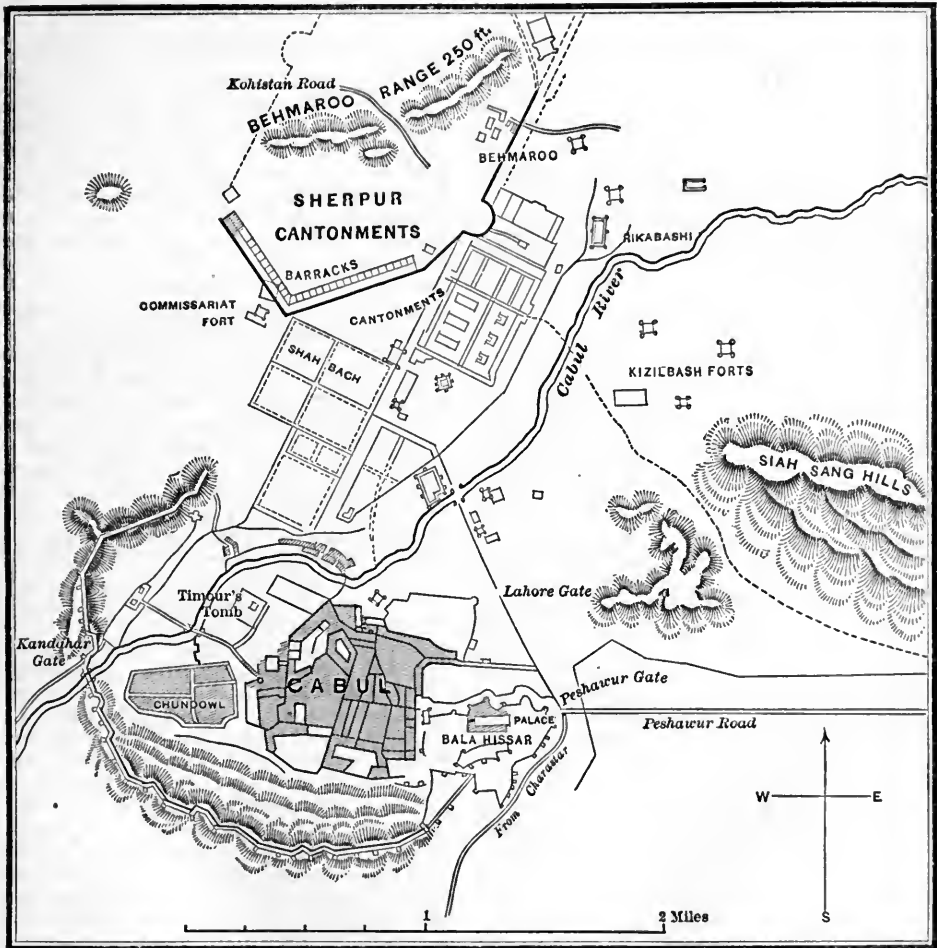 Kohistan Road
BEHMAROO RANGE 250 ft.
BEHMAROO
SHERPUR
CANTONMENTS
RIKABASHI
BARRACKS
COMMISSARIAT
FORT
CANTONMENTS
Cabul River
SHAH BAGH
KIZILBASH FORTS
SIAH SANG HILLS
Lahore Gate
Timour's
Tomb
Kandahar
Gate
CABUL
CHUNDOWL
Peshawur Gate
PALACE
Peshawur Road
BALA HISSAR
From Charasiar
W E
S
1
2 Miles